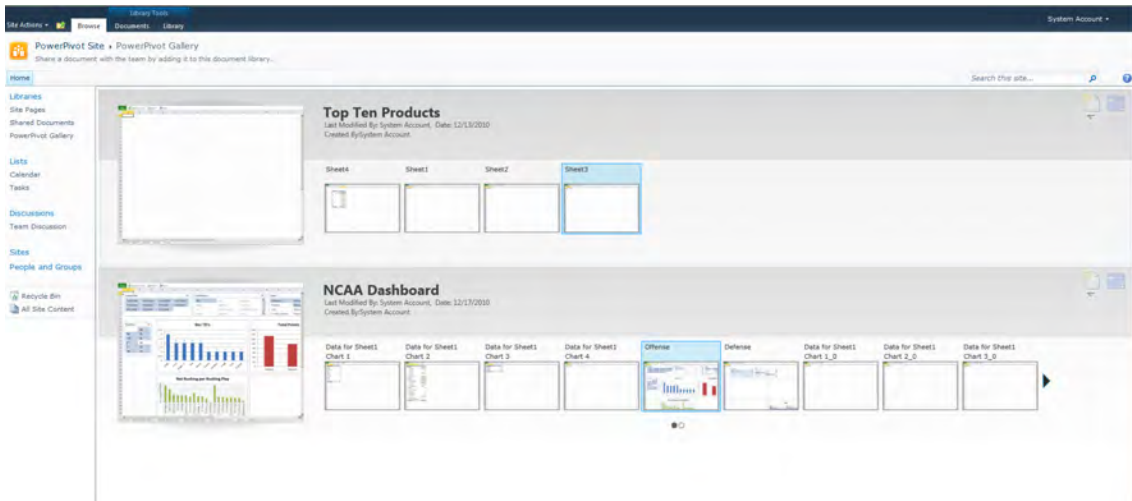 Library Tools
Site Actions
Browse
Documents
Library
System Account
PowerPivot Site
PowerPivot Gallery
Share a document with the team by adding it to this document library.
Home
Search this site...
Libraries
Site Pages
Shared Documents
PowerPivot Gallery
Lists
Calendar
Tasks
Discussions
Team Discussion
Sites
People and Groups
Recycle Bin
All Site Content
Top Ten Products
Last Modified By: System Account, Date: 12/13/2010
Created By:System Account
Sheet4
Sheet1
Sheet2
Sheet3
NCAA Dashboard
Last Modified By: System Account, Date: 12/17/2010
Created By:System Account
Data for Sheet1
Chart 1
Data for Sheet1
Chart 2
Data for Sheet1
Chart 3
Data for Sheet1
Chart 4
Offense
Defense
Data for Sheet1
Chart 1_0
Data for Sheet1
Chart 2_0
Data for Sheet1
Chart 3_0